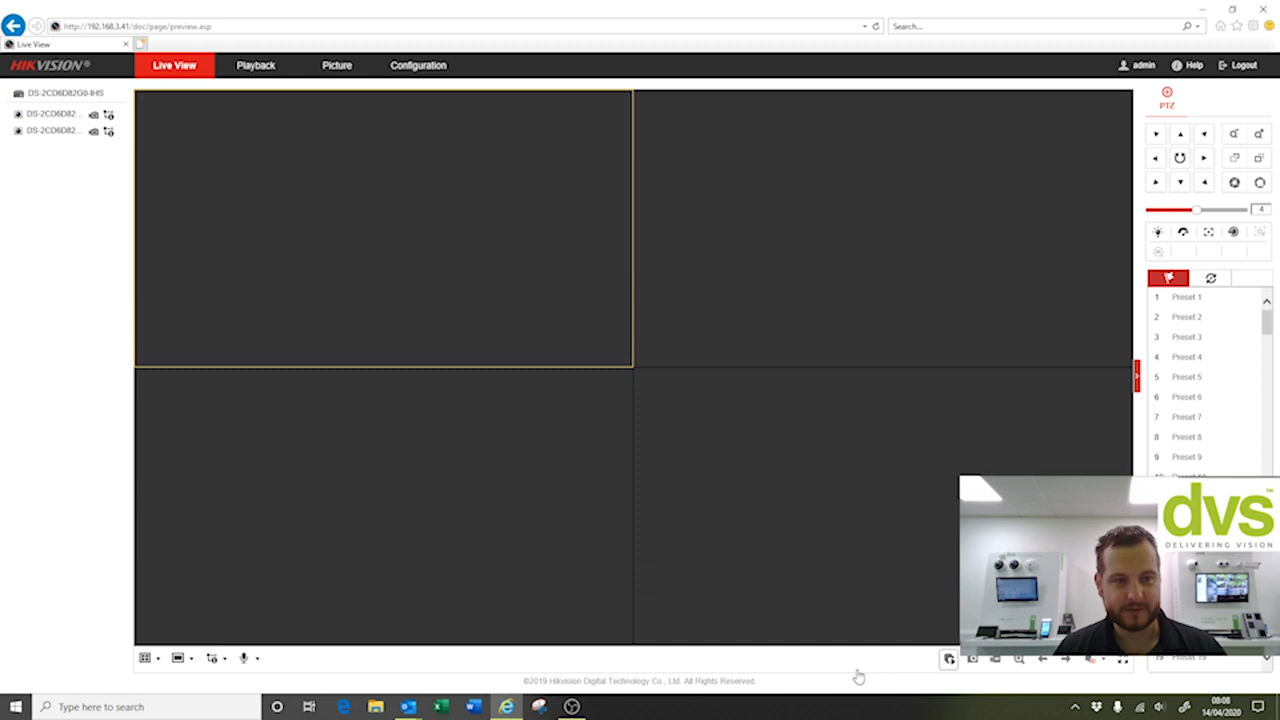 http://192.168.3.41/doc/page/preview.asp
Search...
Live View
HIKVISION®
Live View
Playback
Picture
Configuration
admin
Help
Logout
DS-2CD6D82G0-IHS
DS-2CD6D82...
DS-2CD6D82...
PTZ
4
1 Preset 1
2 Preset 2
3 Preset 3
4 Preset 4
5 Preset 5
6 Preset 6
7 Preset 7
8 Preset 8
9 Preset 9
dvs™
DELIVERING VISION
©2019 Hikvision Digital Technology Co., Ltd. All Rights Reserved.
Type here to search
08:08
14/04/2020